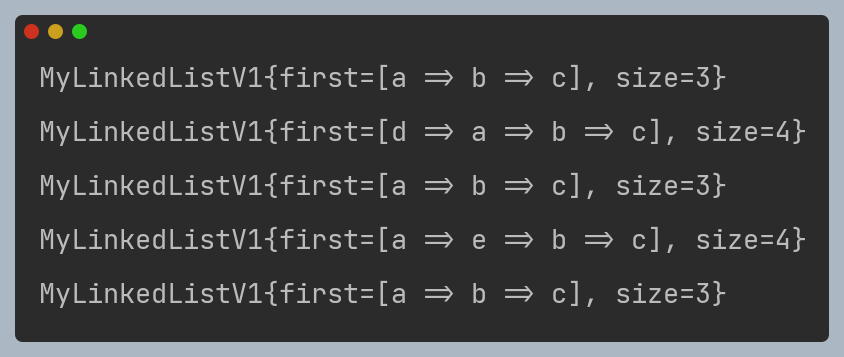 MyLinkedListV1{first=[a => b => c], size=3}
MyLinkedListV1{first=[d => a => b => c], size=4}
MyLinkedListV1{first=[a => b => c], size=3}
MyLinkedListV1{first=[a => e => b => c], size=4}
MyLinkedListV1{first=[a => b => c], size=3}